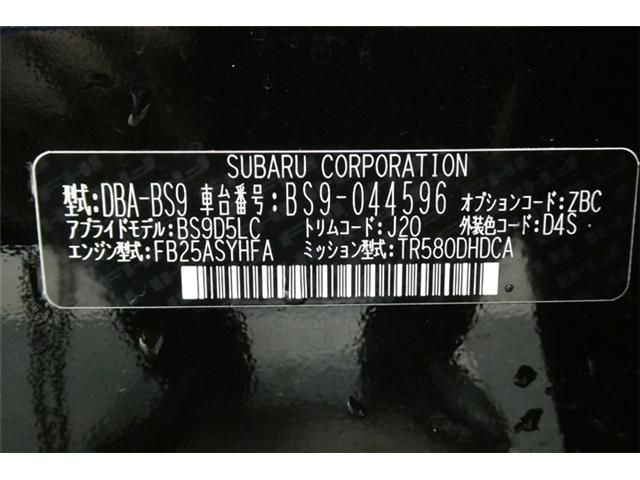 SUBARU CORPORATION
型式:DBA-BS9 車台番号:BS9-044596 オプションコード:ZBC
アプライドモデル:BS9D5LC トリムコード:J20 外装色コード:D4S
エンジン型式:FB25ASYHFA ミッション型式:TR580DHDCA